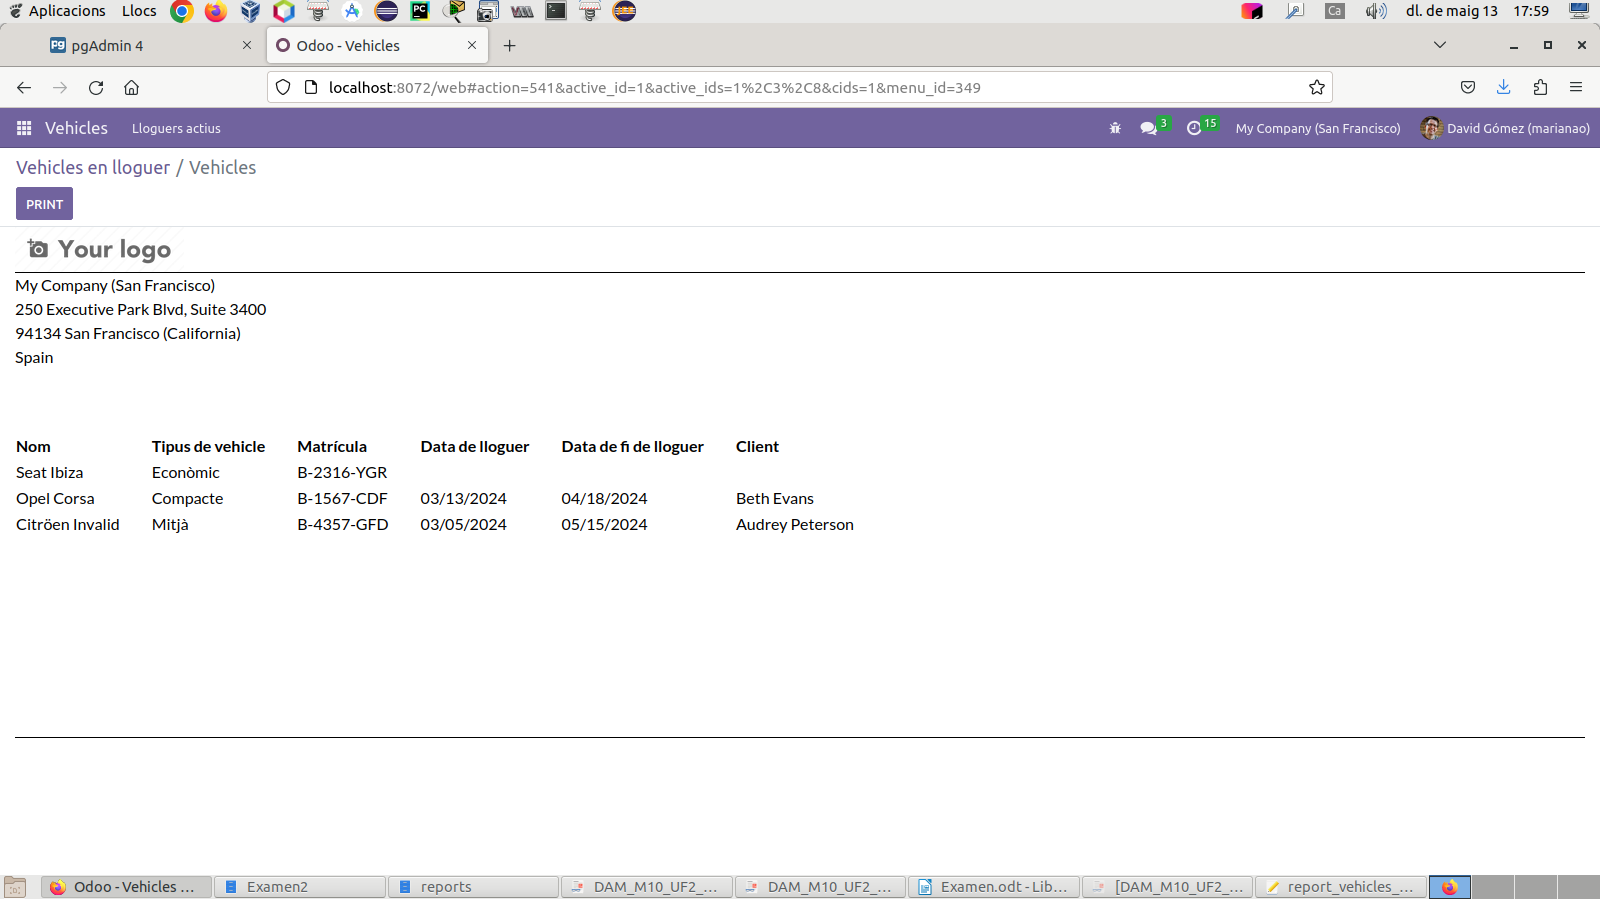 Aplicacions Llocs Ca dl. de maig 13 17:59
pgAdmin 4 Odoo - Vehicles
localhost:8072/web#action=541&active_id=1&active_ids=1%2C3%2C8&cids=1&menu_id=349
Vehicles Lloguers actius 3 15 My Company (San Francisco) David Gómez (marianao)
Vehicles en lloguer / Vehicles
PRINT
Your logo
My Company (San Francisco)
250 Executive Park Blvd, Suite 3400
94134 San Francisco (California)
Spain
Nom Tipus de vehicle Matrícula Data de lloguer Data de fi de lloguer Client
Seat Ibiza Econòmic B-2316-YGR
Opel Corsa Compacte B-1567-CDF 03/13/2024 04/18/2024 Beth Evans
Citröen Invalid Mitjà B-4357-GFD 03/05/2024 05/15/2024 Audrey Peterson
Odoo - Vehicles ... Examen2 reports DAM_M10_UF2_... DAM_M10_UF2_... Examen.odt - Lib... [DAM_M10_UF2_... report_vehicles_...